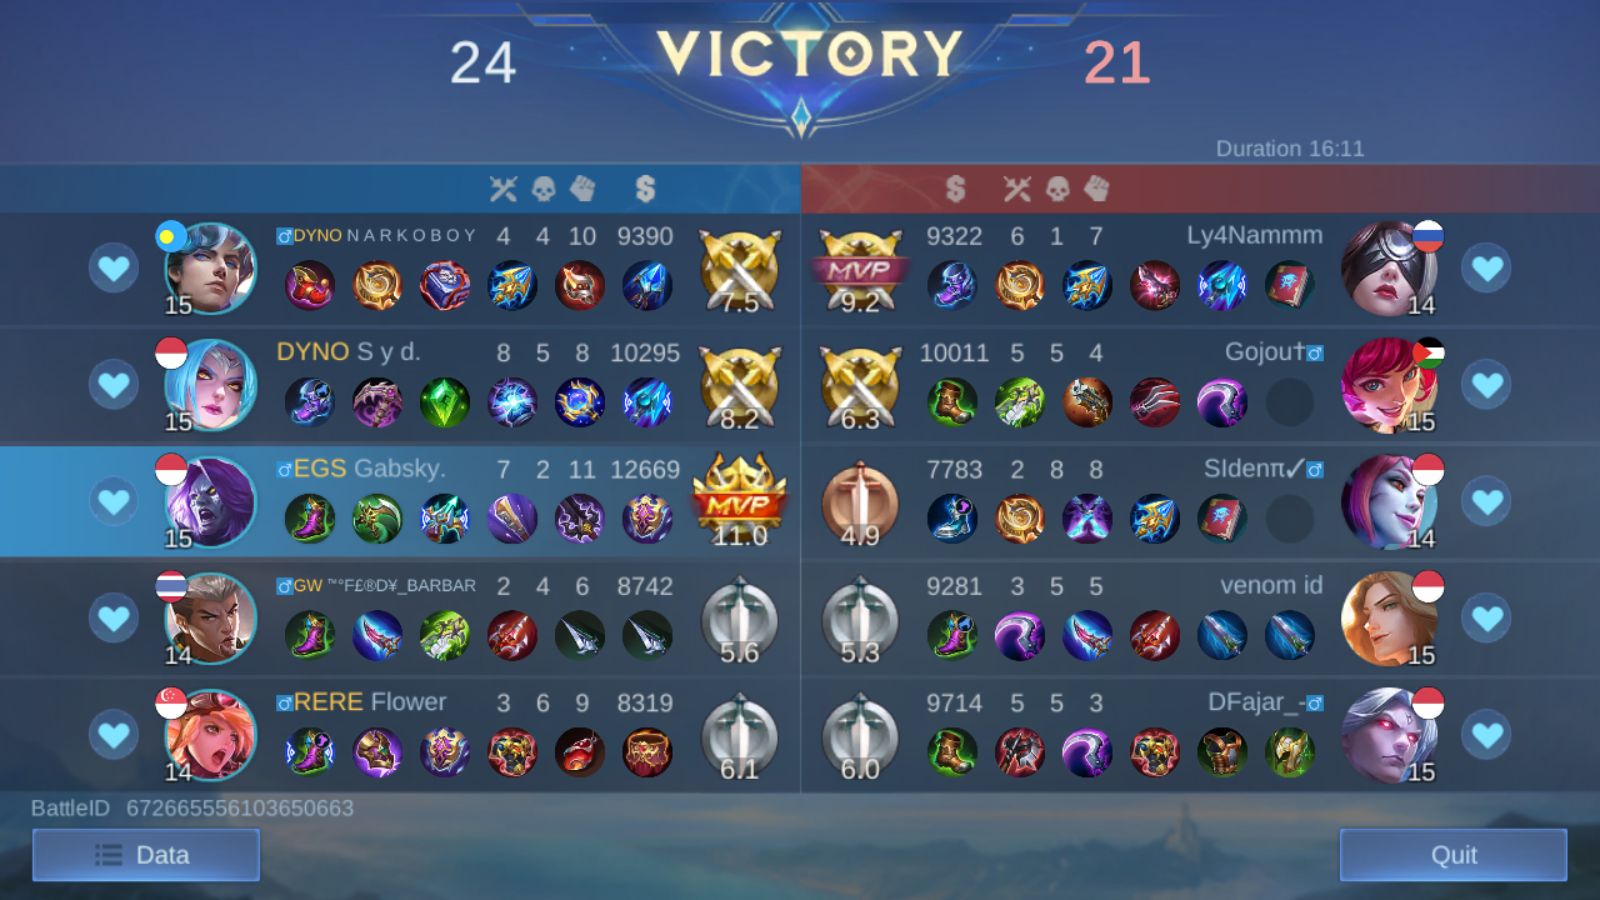 24 VICTORY 21
Duration 16:11
DYNO N A R K O B O Y 4 4 10 9390
15 7.5
9322 6 1 7 Ly4Nammm
MVP 9.2 14
DYNO S y d. 8 5 8 10295
15 8.2
10011 5 5 4 Gojou†
6.3 15
EGS Gabsky. 7 2 11 12669
15 MVP 11.0
7783 2 8 8 SIdenπ✓
4.9 14
GW ™°F£®D¥_BARBAR 2 4 6 8742
14 5.6
9281 3 5 5 venom id
5.3 15
RERE Flower 3 6 9 8319
14 6.1
9714 5 5 3 DFajar_-
6.0 15
BattleID 672665556103650663
Data
Quit